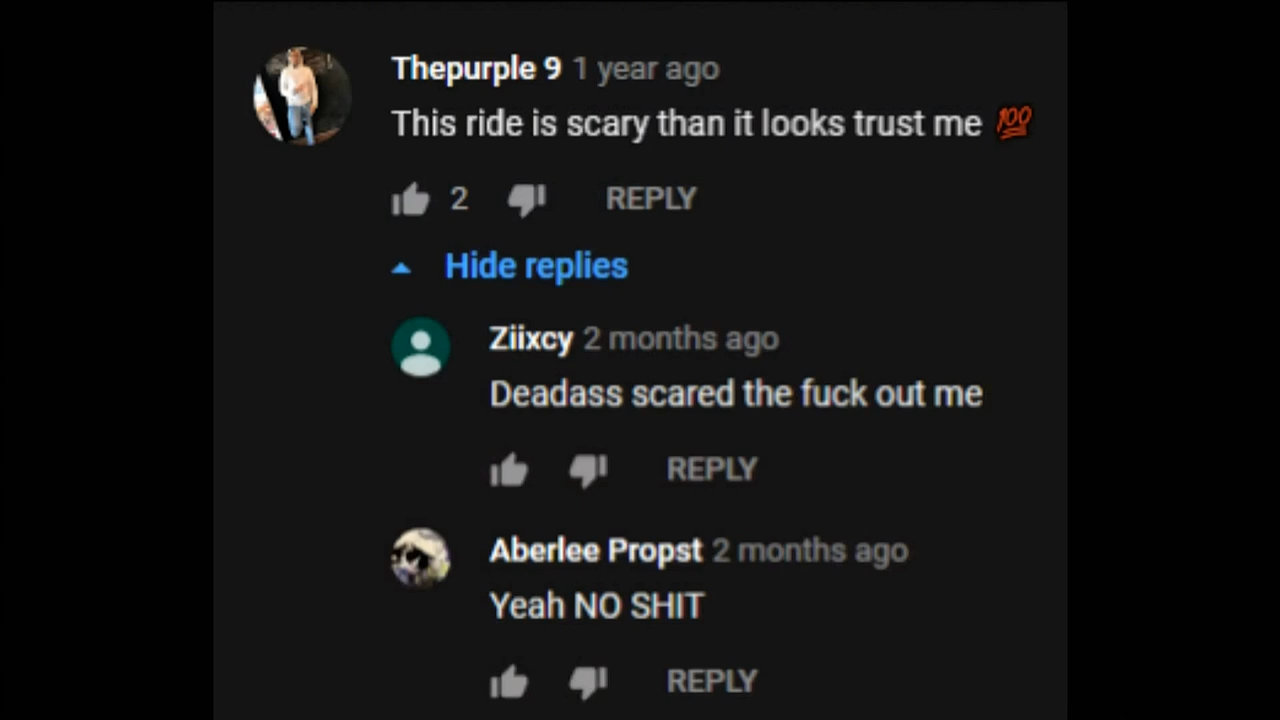 Thepurple 9 1 year ago
This ride is scary than it looks trust me 💯
2 REPLY
Hide replies
Ziixcy 2 months ago
Deadass scared the fuck out me
REPLY
Aberlee Propst 2 months ago
Yeah NO SHIT
REPLY